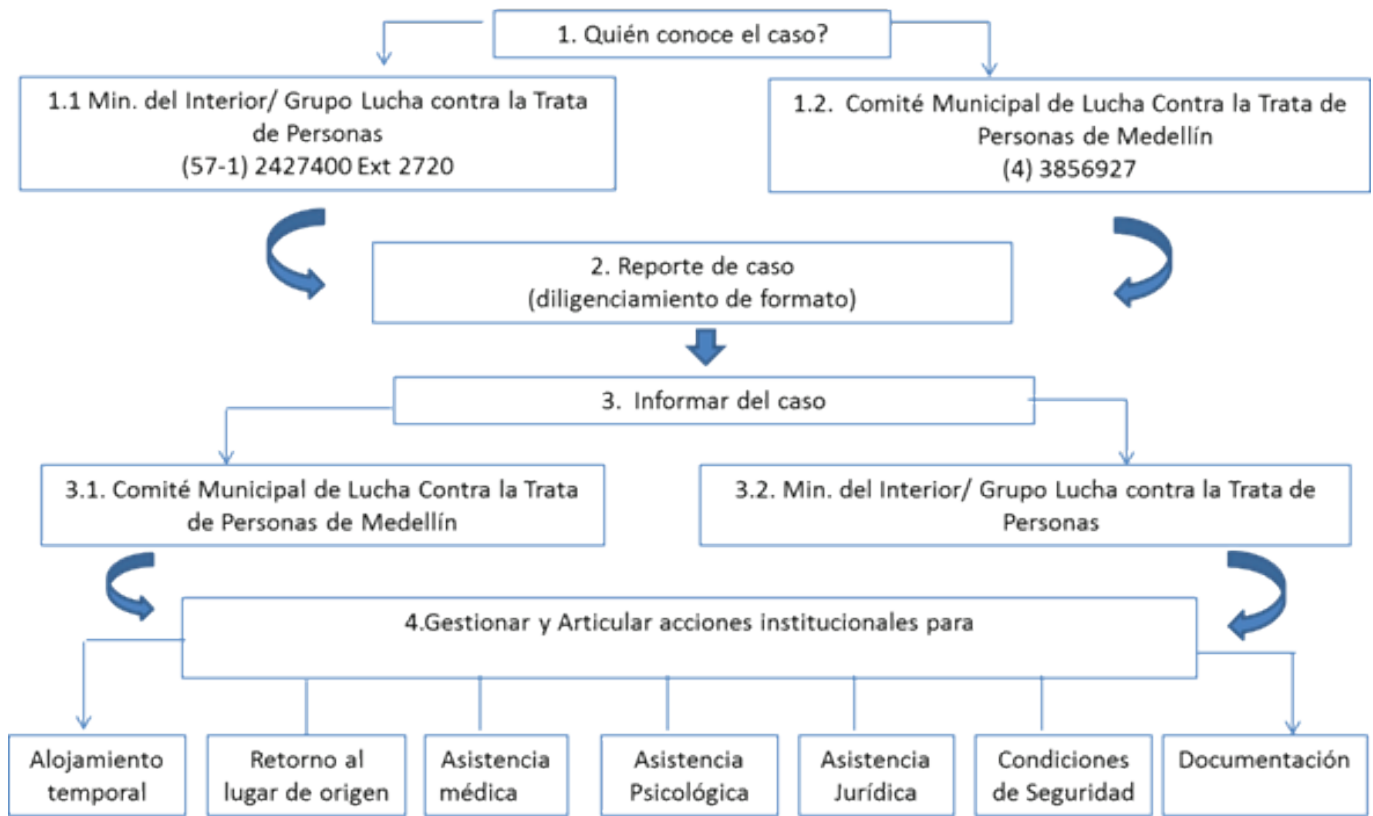 1. Quién conoce el caso?
1.1 Min. del Interior/ Grupo Lucha contra la Trata
de Personas
(57-1) 2427400 Ext 2720
1.2. Comité Municipal de Lucha Contra la Trata de
Personas de Medellín
(4) 3856927
2. Reporte de caso
(diligenciamiento de formato)
3. Informar del caso
3.1. Comité Municipal de Lucha Contra la Trata
de Personas de Medellín
3.2. Min. del Interior/ Grupo Lucha contra la Trata de
Personas
4.Gestionar y Articular acciones institucionales para
Alojamiento
temporal
Retorno al
lugar de origen
Asistencia
médica
Asistencia
Psicológica
Asistencia
Jurídica
Condiciones
de Seguridad
Documentación